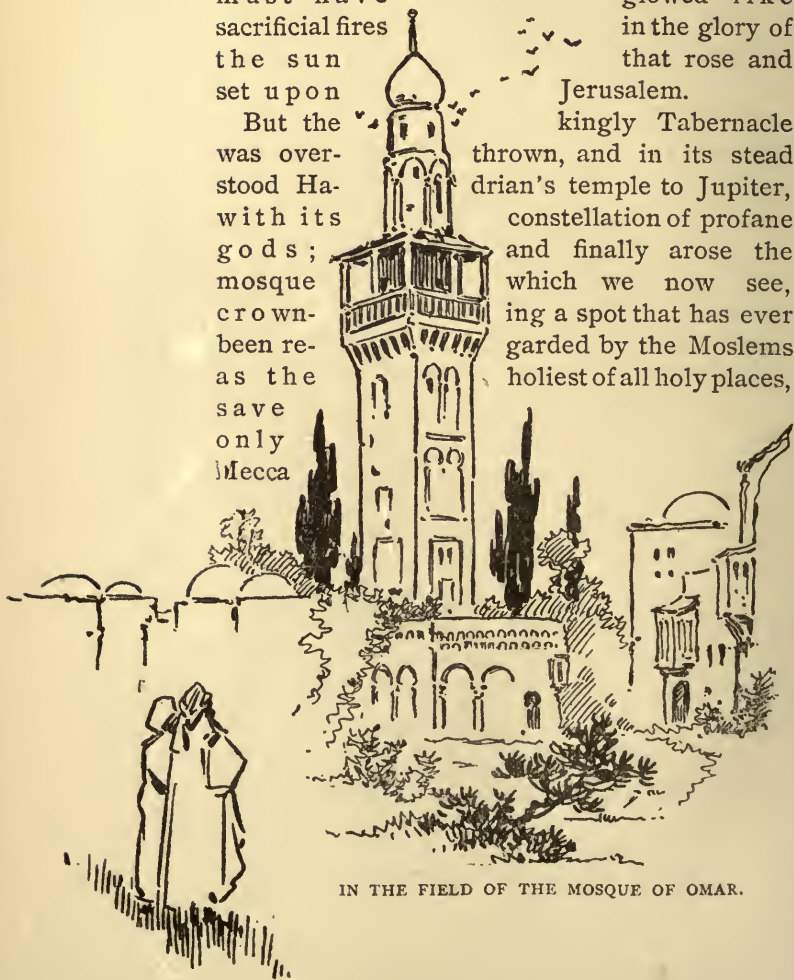 must have glowed like
sacrificial fires in the glory of
the sun that rose and
set upon Jerusalem.
But the kingly Tabernacle
was over- thrown, and in its stead
stood Ha- drian's temple to Jupiter,
with its constellation of profane
gods; and finally arose the
mosque which we now see,
crown- ing a spot that has ever
been re- garded by the Moslems
as the holiest of all holy places,
save
only
Mecca
IN THE FIELD OF THE MOSQUE OF OMAR.